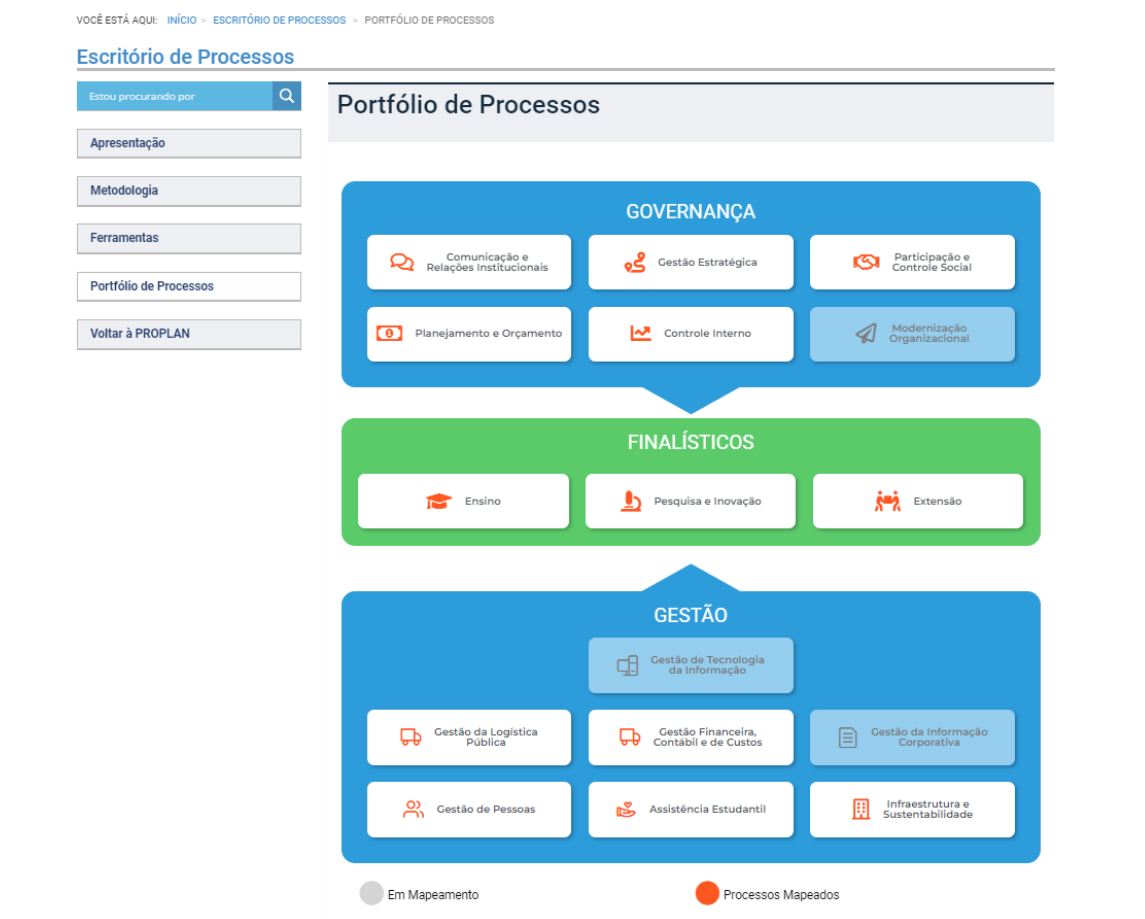 VOCÊ ESTÁ AQUI: INÍCIO > ESCRITÓRIO DE PROCESSOS > PORTFÓLIO DE PROCESSOS
Escritório de Processos
Estou procurando por
Apresentação
Metodologia
Ferramentas
Portfólio de Processos
Voltar à PROPLAN
Portfólio de Processos
GOVERNANÇA
Comunicação e
Relações Institucionais
Gestão Estratégica
Participação e
Controle Social
Planejamento e Orçamento
Controle Interno
Modernização
Organizacional
FINALÍSTICOS
Ensino
Pesquisa e Inovação
Extensão
GESTÃO
Gestão de Tecnologia
da Informação
Gestão da Logística
Pública
Gestão Financeira,
Contábil e de Custos
Gestão da Informação
Corporativa
Gestão de Pessoas
Assistência Estudantil
Infraestrutura e
Sustentabilidade
Em Mapeamento
Processos Mapeados